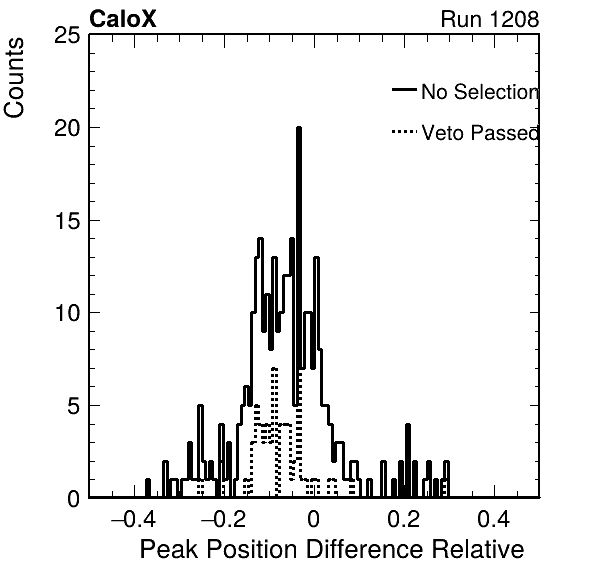 CaloX Run 1208
Counts
25
No Selection
20
Veto Passed
15
10
5
0
−0.4 −0.2 0 0.2 0.4
Peak Position Difference Relative